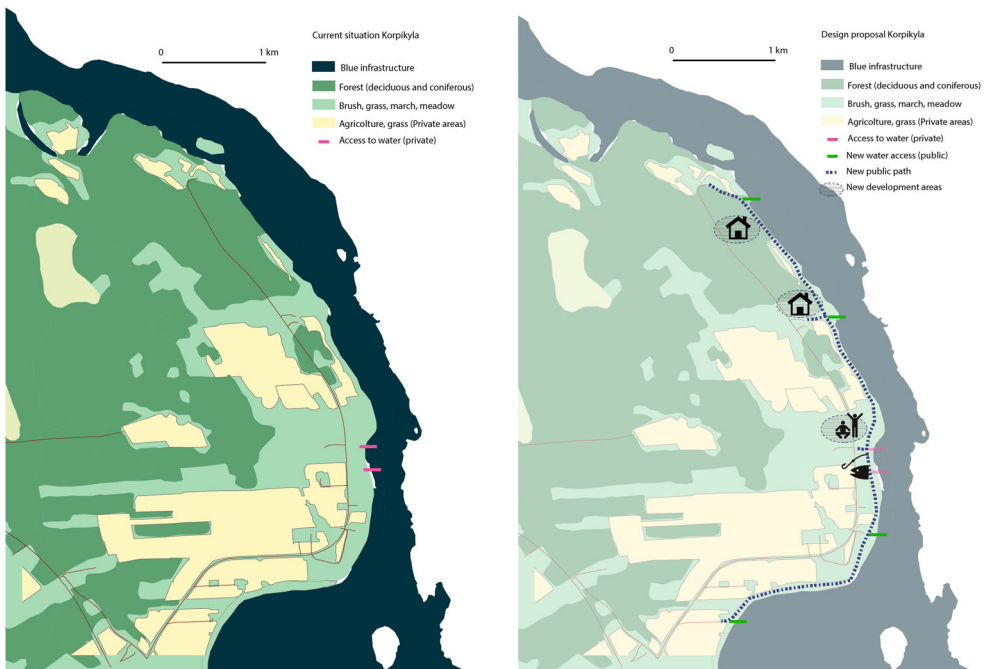 Current situation Korpikyla
0 1 km
Blue infrastructure
Forest (deciduous and coniferous)
Brush, grass, march, meadow
Agricolture, grass (Private areas)
Access to water (private)
Design proposal Korpikyla
0 1 km
Blue infrastructure
Forest (deciduous and coniferous)
Brush, grass, march, meadow
Agricolture, grass (Private areas)
Access to water (private)
New water access (public)
New public path
New development areas